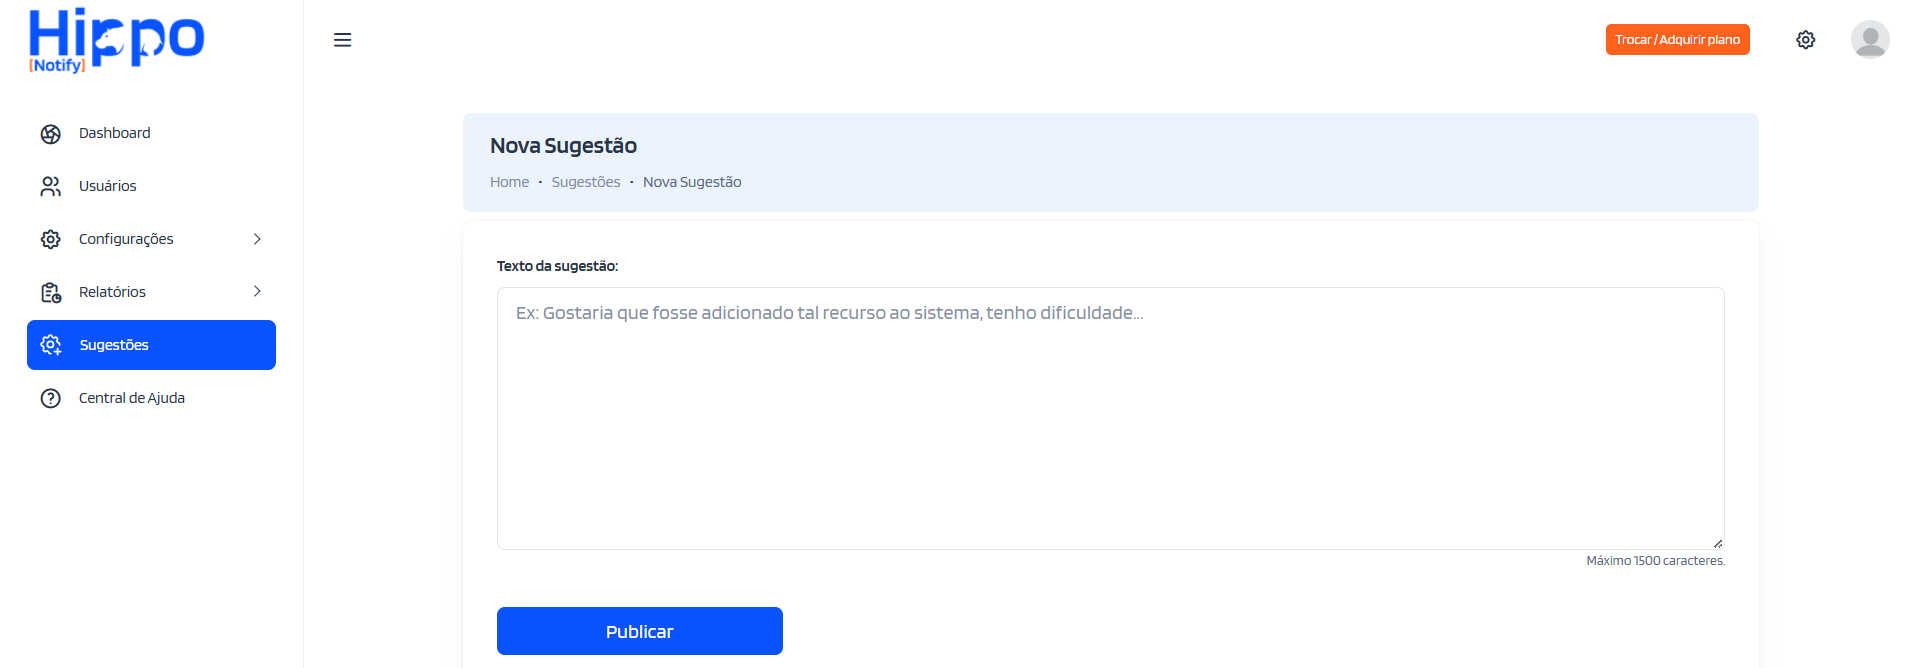 Hippo
[Notify]
Trocar / Adquirir plano
Dashboard
Usuários
Configurações
Relatórios
Sugestões
Central de Ajuda
Nova Sugestão
Home • Sugestões • Nova Sugestão
Texto da sugestão:
Ex: Gostaria que fosse adicionado tal recurso ao sistema, tenho dificuldade...
Máximo 1500 caracteres.
Publicar